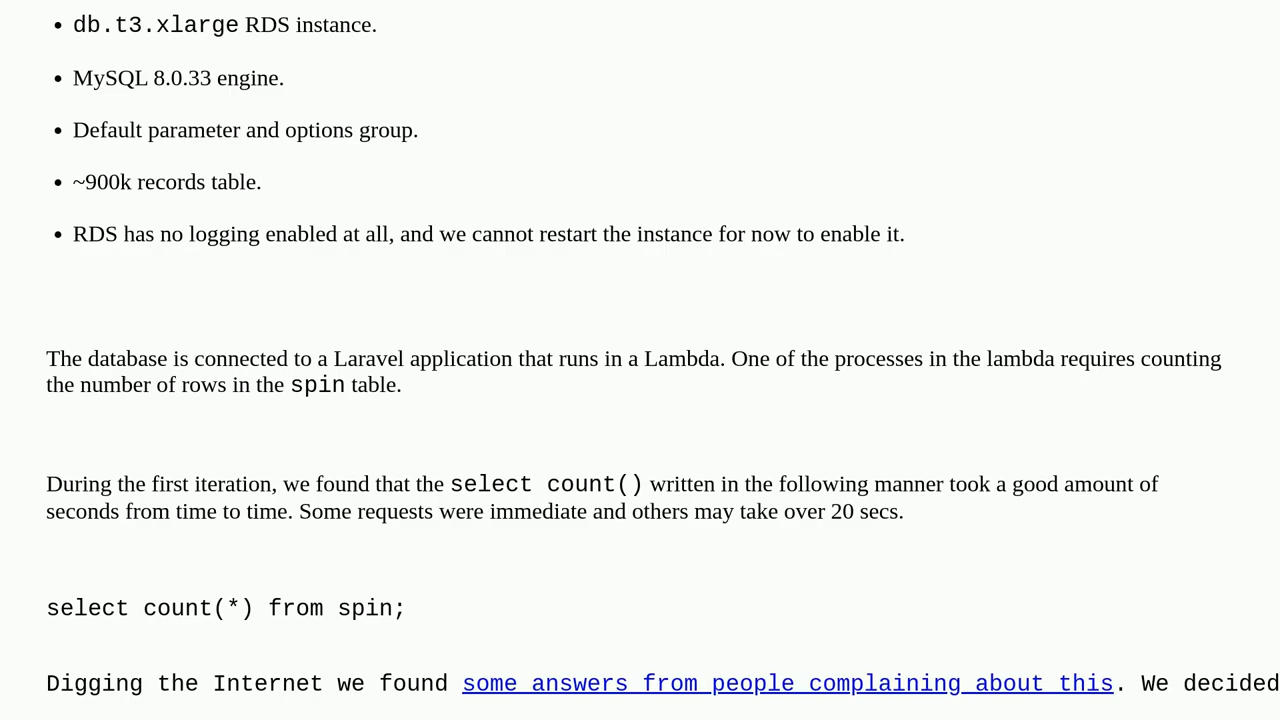 • db.t3.xlarge RDS instance.
• MySQL 8.0.33 engine.
• Default parameter and options group.
• ~900k records table.
• RDS has no logging enabled at all, and we cannot restart the instance for now to enable it.
The database is connected to a Laravel application that runs in a Lambda. One of the processes in the lambda requires counting
the number of rows in the spin table.
During the first iteration, we found that the select count() written in the following manner took a good amount of
seconds from time to time. Some requests were immediate and others may take over 20 secs.
select count(*) from spin;
Digging the Internet we found some answers from people complaining about this. We decided